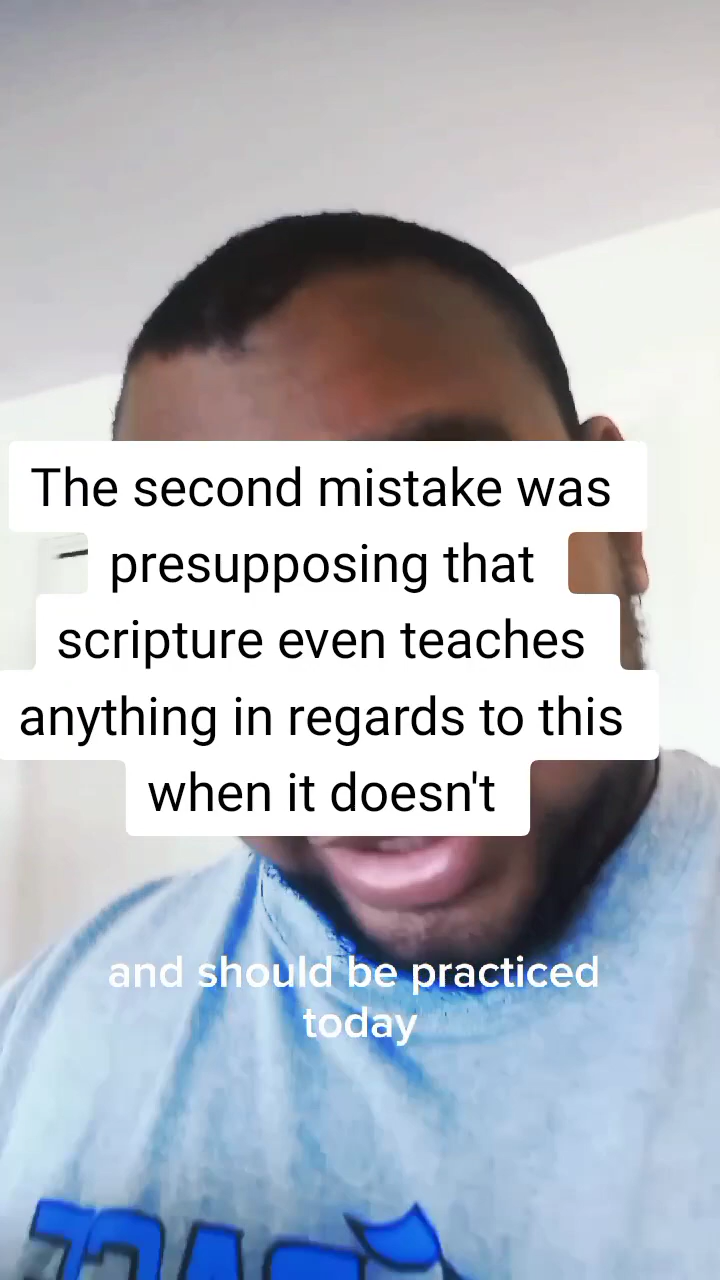 The second mistake was
presupposing that
scripture even teaches
anything in regards to this
when it doesn't
and should be practiced
today